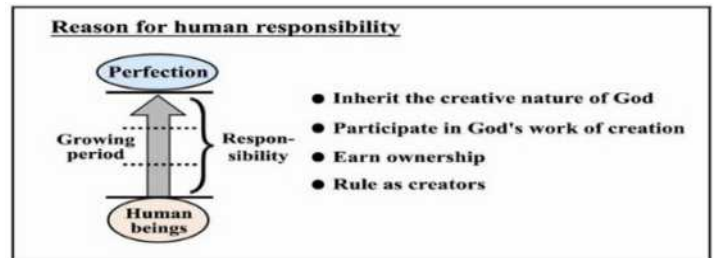 Reason for human responsibility
Perfection
Growing
period
Respon-
sibility
Human
beings
● Inherit the creative nature of God
● Participate in God's work of creation
● Earn ownership
● Rule as creators